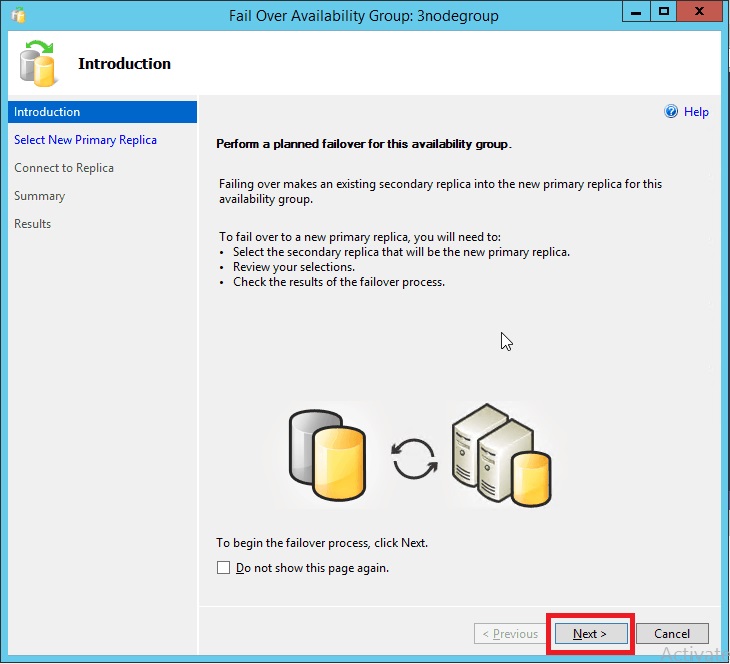 Fail Over Availability Group: 3nodegroup
Introduction
Introduction
Select New Primary Replica
Connect to Replica
Summary
Results
Help
Perform a planned failover for this availability group.
Failing over makes an existing secondary replica into the new primary replica for this
availability group.
To fail over to a new primary replica, you will need to:
• Select the secondary replica that will be the new primary replica.
• Review your selections.
• Check the results of the failover process.
To begin the failover process, click Next.
Do not show this page again.
< Previous
Next >
Cancel
Activate